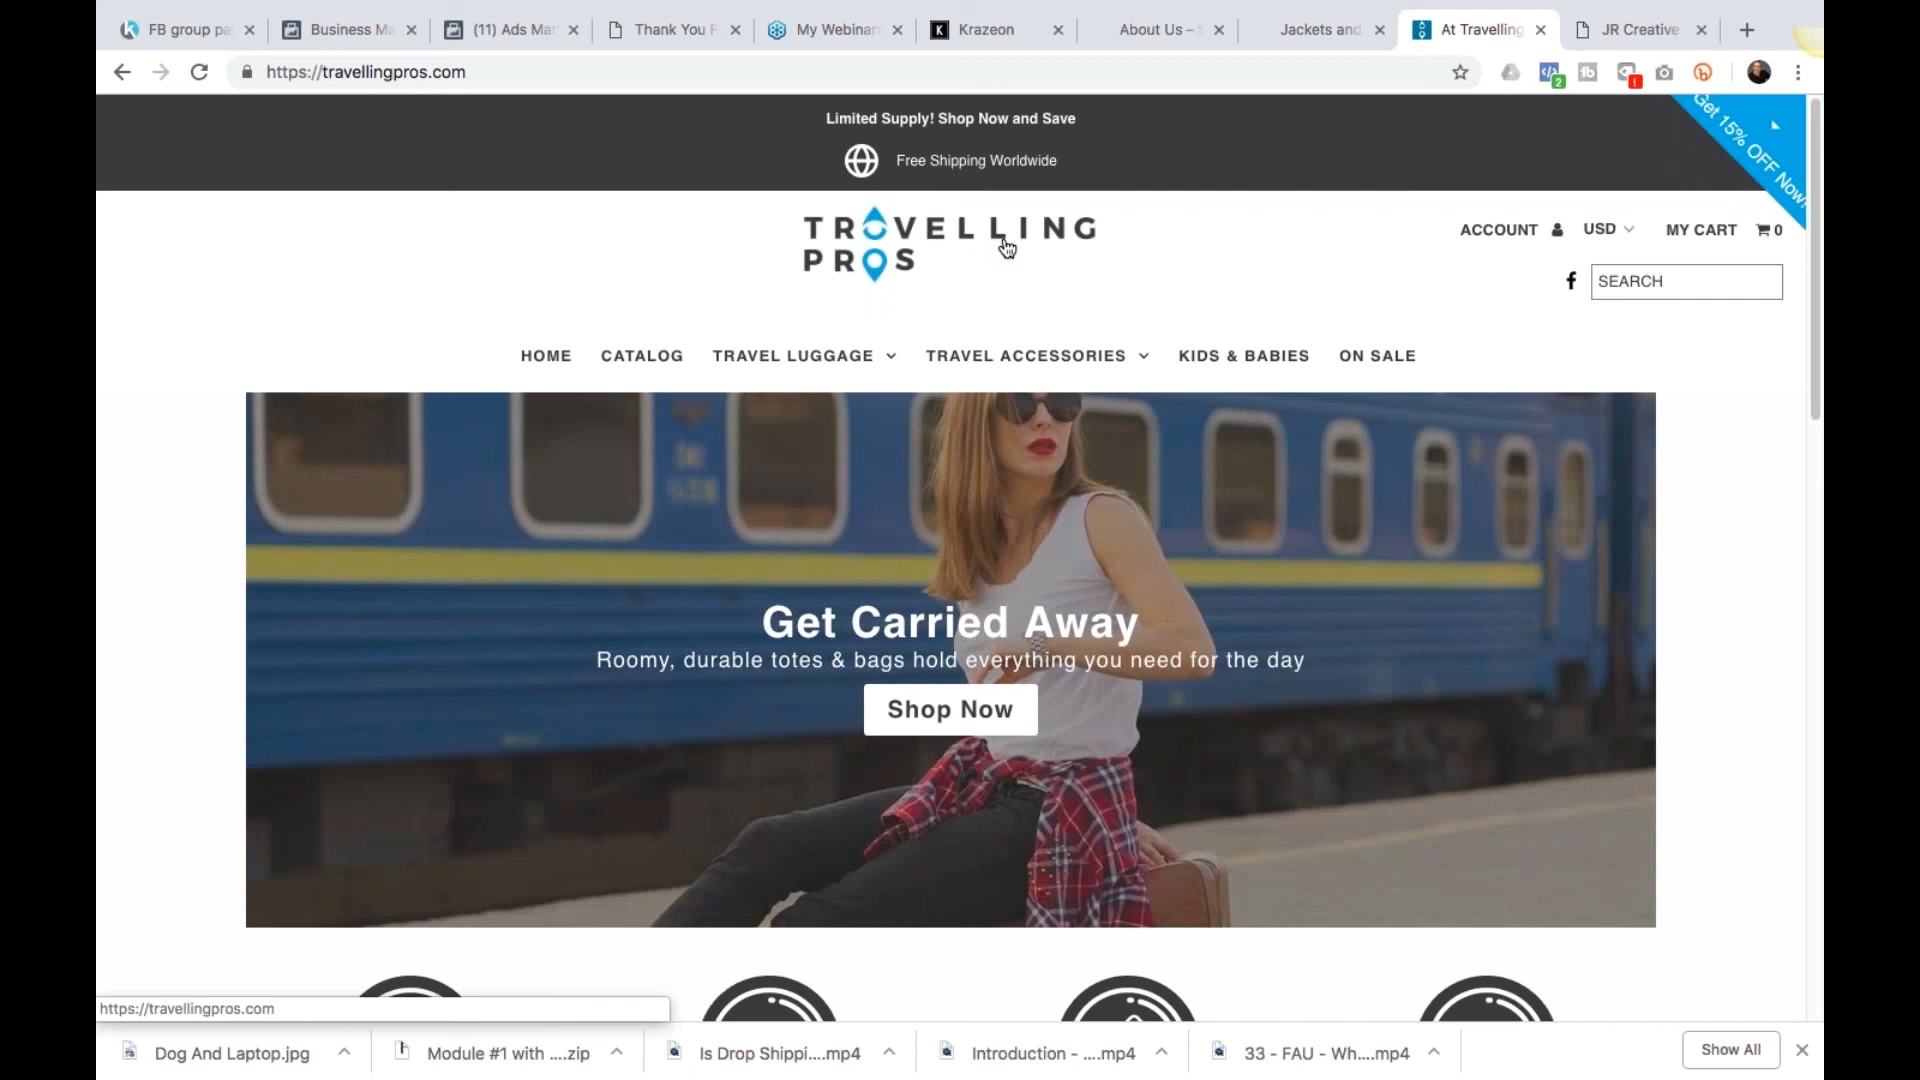 FB group pa
Business Ma
(11) Ads Man
Thank You P
My Webinar
Krazeon
About Us –
Jackets and
At Travelling
JR Creative
https://travellingpros.com
2
Limited Supply! Shop Now and Save
Free Shipping Worldwide
Get 15% OFF Now!
TRAVELLING
PROS
ACCOUNT
USD
MY CART
0
SEARCH
HOME
CATALOG
TRAVEL LUGGAGE
TRAVEL ACCESSORIES
KIDS & BABIES
ON SALE
Get Carried Away
Roomy, durable totes & bags hold everything you need for the day
Shop Now
https://travellingpros.com
Dog And Laptop.jpg
Module #1 with ....zip
Is Drop Shippi....mp4
Introduction - ....mp4
33 - FAU - Wh....mp4
Show All